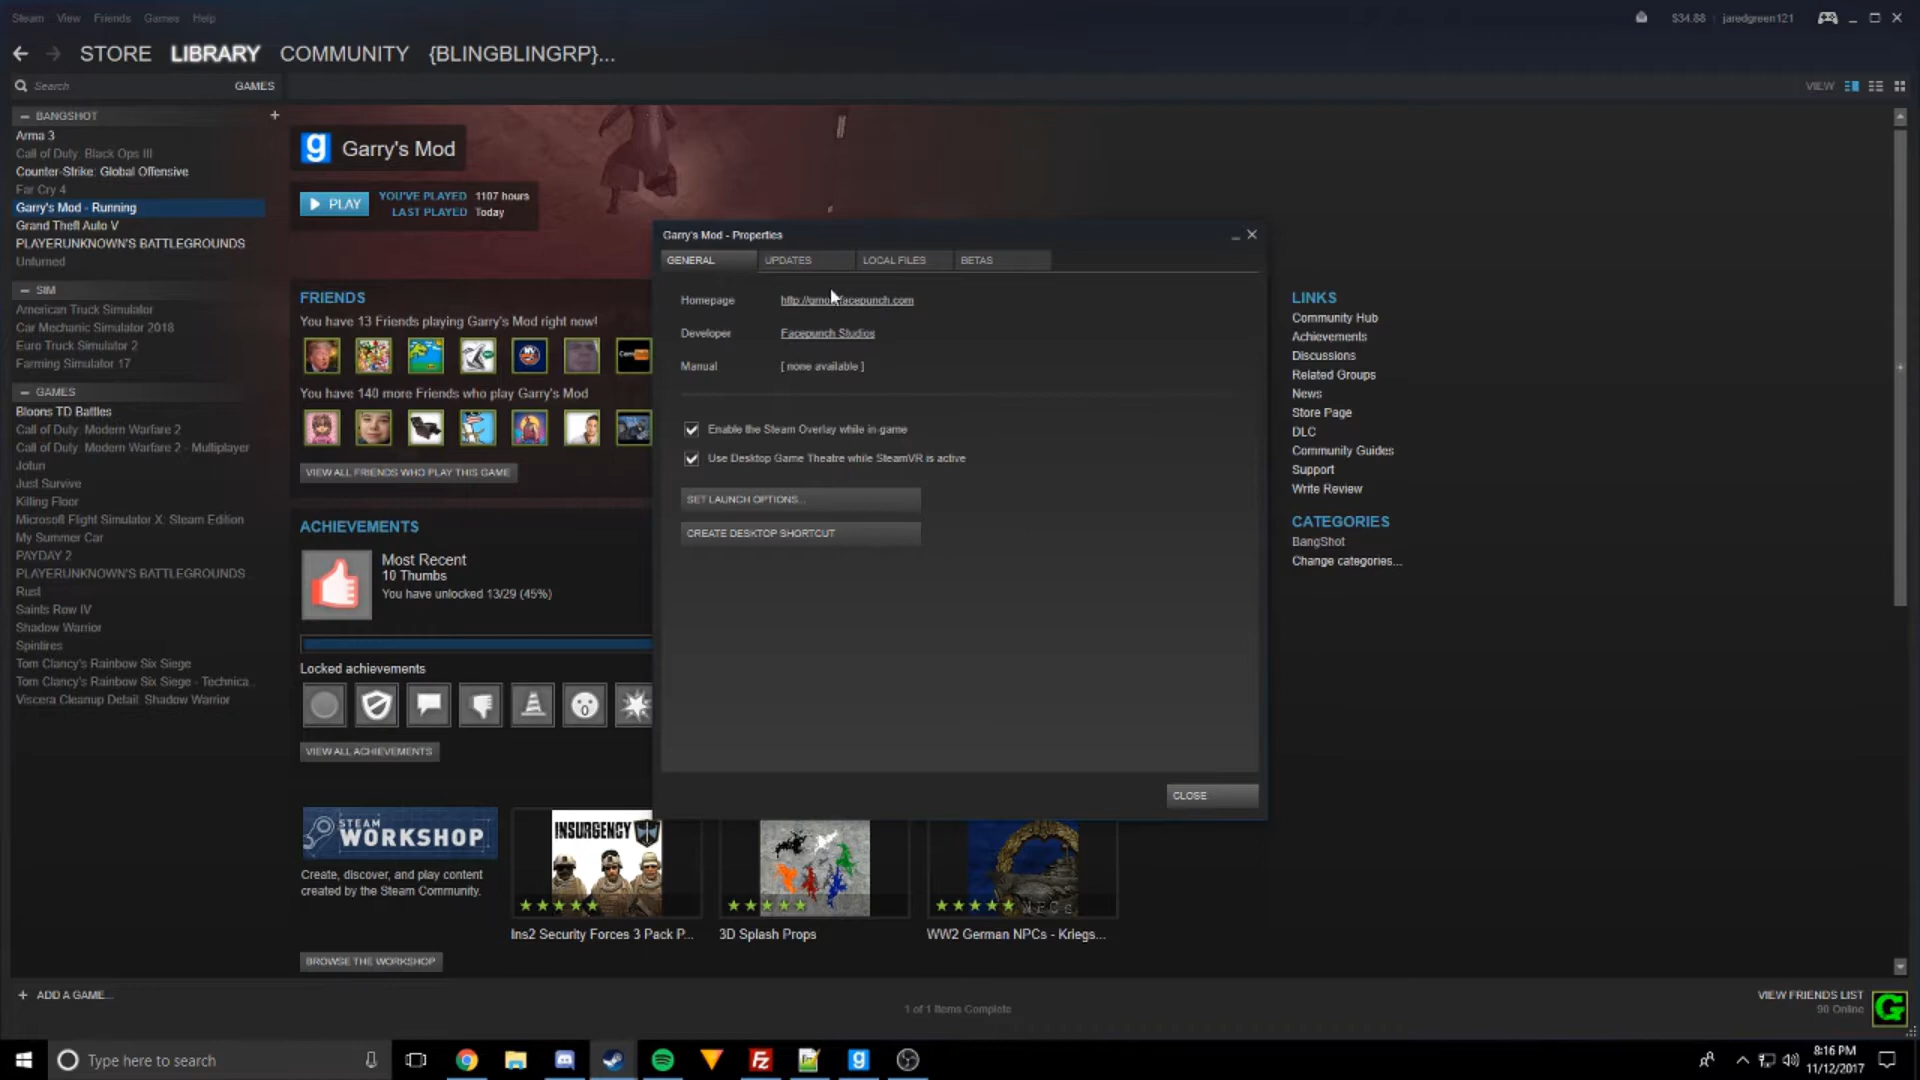 Steam View Friends Games Help
$34.88 jaredgreen121
STORE LIBRARY COMMUNITY {BLINGBLINGRP}...
Search GAMES
VIEW
— BANGSHOT +
Arma 3
Call of Duty: Black Ops III
Counter-Strike: Global Offensive
Far Cry 4
Garry's Mod - Running
Grand Theft Auto V
PLAYERUNKNOWN'S BATTLEGROUNDS
Unturned
— SIM
American Truck Simulator
Car Mechanic Simulator 2018
Euro Truck Simulator 2
Farming Simulator 17
— GAMES
Bloons TD Battles
Call of Duty: Modern Warfare 2
Call of Duty: Modern Warfare 2 - Multiplayer
Jotun
Just Survive
Killing Floor
Microsoft Flight Simulator X: Steam Edition
My Summer Car
PAYDAY 2
PLAYERUNKNOWN'S BATTLEGROUNDS
Rust
Saints Row IV
Shadow Warrior
Spintires
Tom Clancy's Rainbow Six Siege
Tom Clancy's Rainbow Six Siege - Technica...
Viscera Cleanup Detail: Shadow Warrior
g Garry's Mod
PLAY
YOU'VE PLAYED 1107 hours
LAST PLAYED Today
FRIENDS
You have 13 Friends playing Garry's Mod right now!
You have 140 more Friends who play Garry's Mod
VIEW ALL FRIENDS WHO PLAY THIS GAME
ACHIEVEMENTS
Most Recent
10 Thumbs
You have unlocked 13/29 (45%)
Locked achievements
VIEW ALL ACHIEVEMENTS
Garry's Mod - Properties
GENERAL UPDATES LOCAL FILES BETAS
Homepage
Developer Facepunch Studios
Manual [ none available ]
Enable the Steam Overlay while in-game
Use Desktop Game Theatre while SteamVR is active
SET LAUNCH OPTIONS...
CREATE DESKTOP SHORTCUT
CLOSE
LINKS
Community Hub
Achievements
Discussions
Related Groups
News
Store Page
DLC
Community Guides
Support
Write Review
CATEGORIES
BangShot
Change categories...
STEAM
WORKSHOP
Create, discover, and play content
created by the Steam Community.
BROWSE THE WORKSHOP
INSURGENCY
NPCs
Ins2 Security Forces 3 Pack P...
3D Splash Props
WW2 German NPCs - Kriegs...
+ ADD A GAME...
1 of 1 Items Complete
VIEW FRIENDS LIST
90 Online
G
Type here to search
Fz
g
8:16 PM
11/12/2017